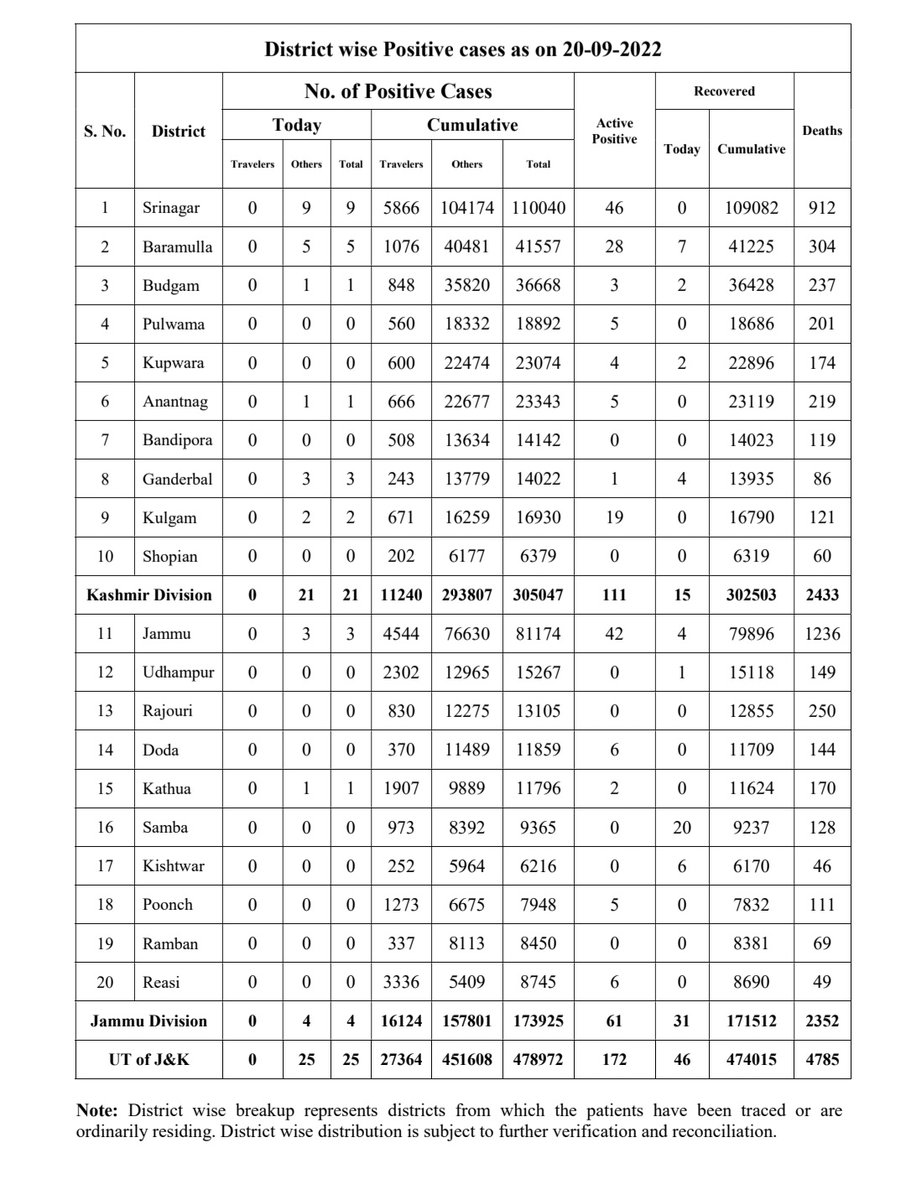 District wise Positive cases as on 20-09-2022
S. No. District No. of Positive Cases Active Positive Recovered Deaths
Today Cumulative Today Cumulative
Travelers Others Total Travelers Others Total
1 Srinagar 0 9 9 5866 104174 110040 46 0 109082 912
2 Baramulla 0 5 5 1076 40481 41557 28 7 41225 304
3 Budgam 0 1 1 848 35820 36668 3 2 36428 237
4 Pulwama 0 0 0 560 18332 18892 5 0 18686 201
5 Kupwara 0 0 0 600 22474 23074 4 2 22896 174
6 Anantnag 0 1 1 666 22677 23343 5 0 23119 219
7 Bandipora 0 0 0 508 13634 14142 0 0 14023 119
8 Ganderbal 0 3 3 243 13779 14022 1 4 13935 86
9 Kulgam 0 2 2 671 16259 16930 19 0 16790 121
10 Shopian 0 0 0 202 6177 6379 0 0 6319 60
Kashmir Division 0 21 21 11240 293807 305047 111 15 302503 2433
11 Jammu 0 3 3 4544 76630 81174 42 4 79896 1236
12 Udhampur 0 0 0 2302 12965 15267 0 1 15118 149
13 Rajouri 0 0 0 830 12275 13105 0 0 12855 250
14 Doda 0 0 0 370 11489 11859 6 0 11709 144
15 Kathua 0 1 1 1907 9889 11796 2 0 11624 170
16 Samba 0 0 0 973 8392 9365 0 20 9237 128
17 Kishtwar 0 0 0 252 5964 6216 0 6 6170 46
18 Poonch 0 0 0 1273 6675 7948 5 0 7832 111
19 Ramban 0 0 0 337 8113 8450 0 0 8381 69
20 Reasi 0 0 0 3336 5409 8745 6 0 8690 49
Jammu Division 0 4 4 16124 157801 173925 61 31 171512 2352
UT of J&K 0 25 25 27364 451608 478972 172 46 474015 4785
Note: District wise breakup represents districts from which the patients have been traced or are
ordinarily residing. District wise distribution is subject to further verification and reconciliation.